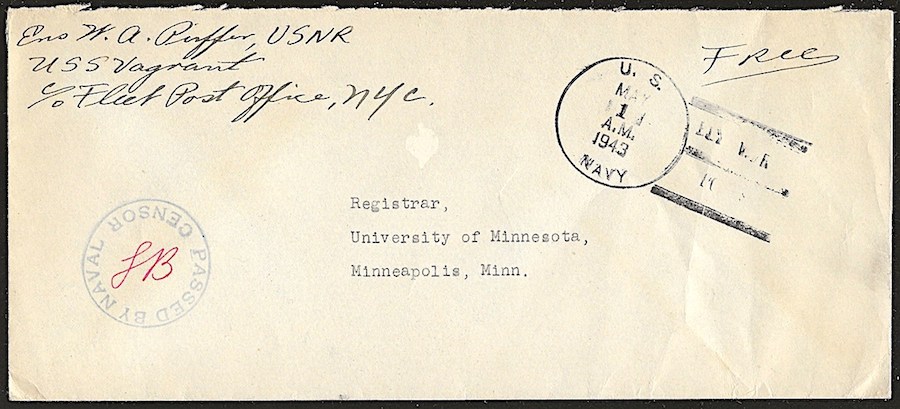 Ens W. A. Puffer, USNR
USS Vagrant
c/o Fleet Post Office, NYC.
Free
U. S.
MAY
1
A.M.
1943
NAVY
Registrar,
University of Minnesota,
Minneapolis, Minn.
PASSED BY NAVAL CENSOR